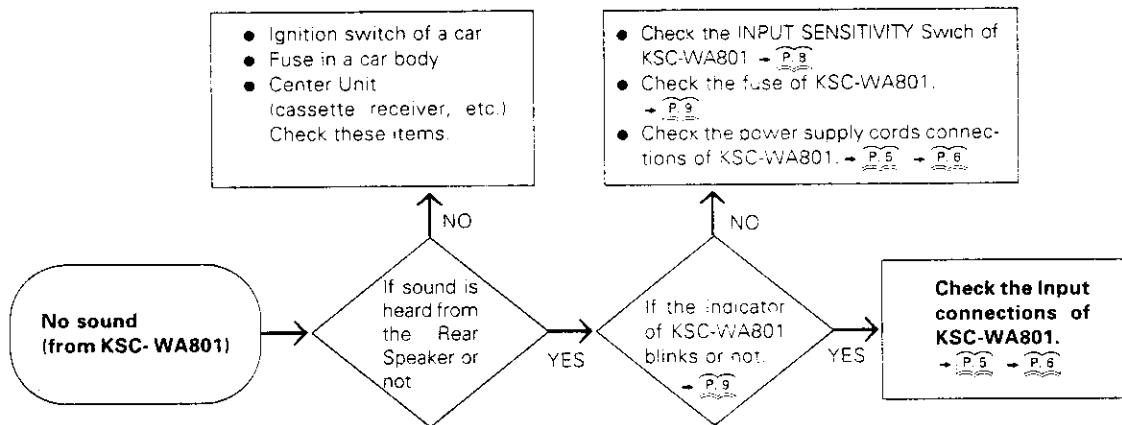 ● Ignition switch of a car
● Fuse in a car body
● Center Unit
(cassette receiver, etc.)
Check these items.
● Check the INPUT SENSITIVITY Swich of
KSC-WA801 → P. 8
● Check the fuse of KSC-WA801.
→ P. 9
● Check the power supply cords connec-
tions of KSC-WA801. → P. 5 → P. 6
NO
NO
No sound
(from KSC- WA801)
If sound is
heard from
the Rear
Speaker or
not
YES
If the indicator
of KSC-WA801
blinks or not.
→ P. 9
YES
Check the Input
connections of
KSC-WA801.
→ P. 5 → P. 6